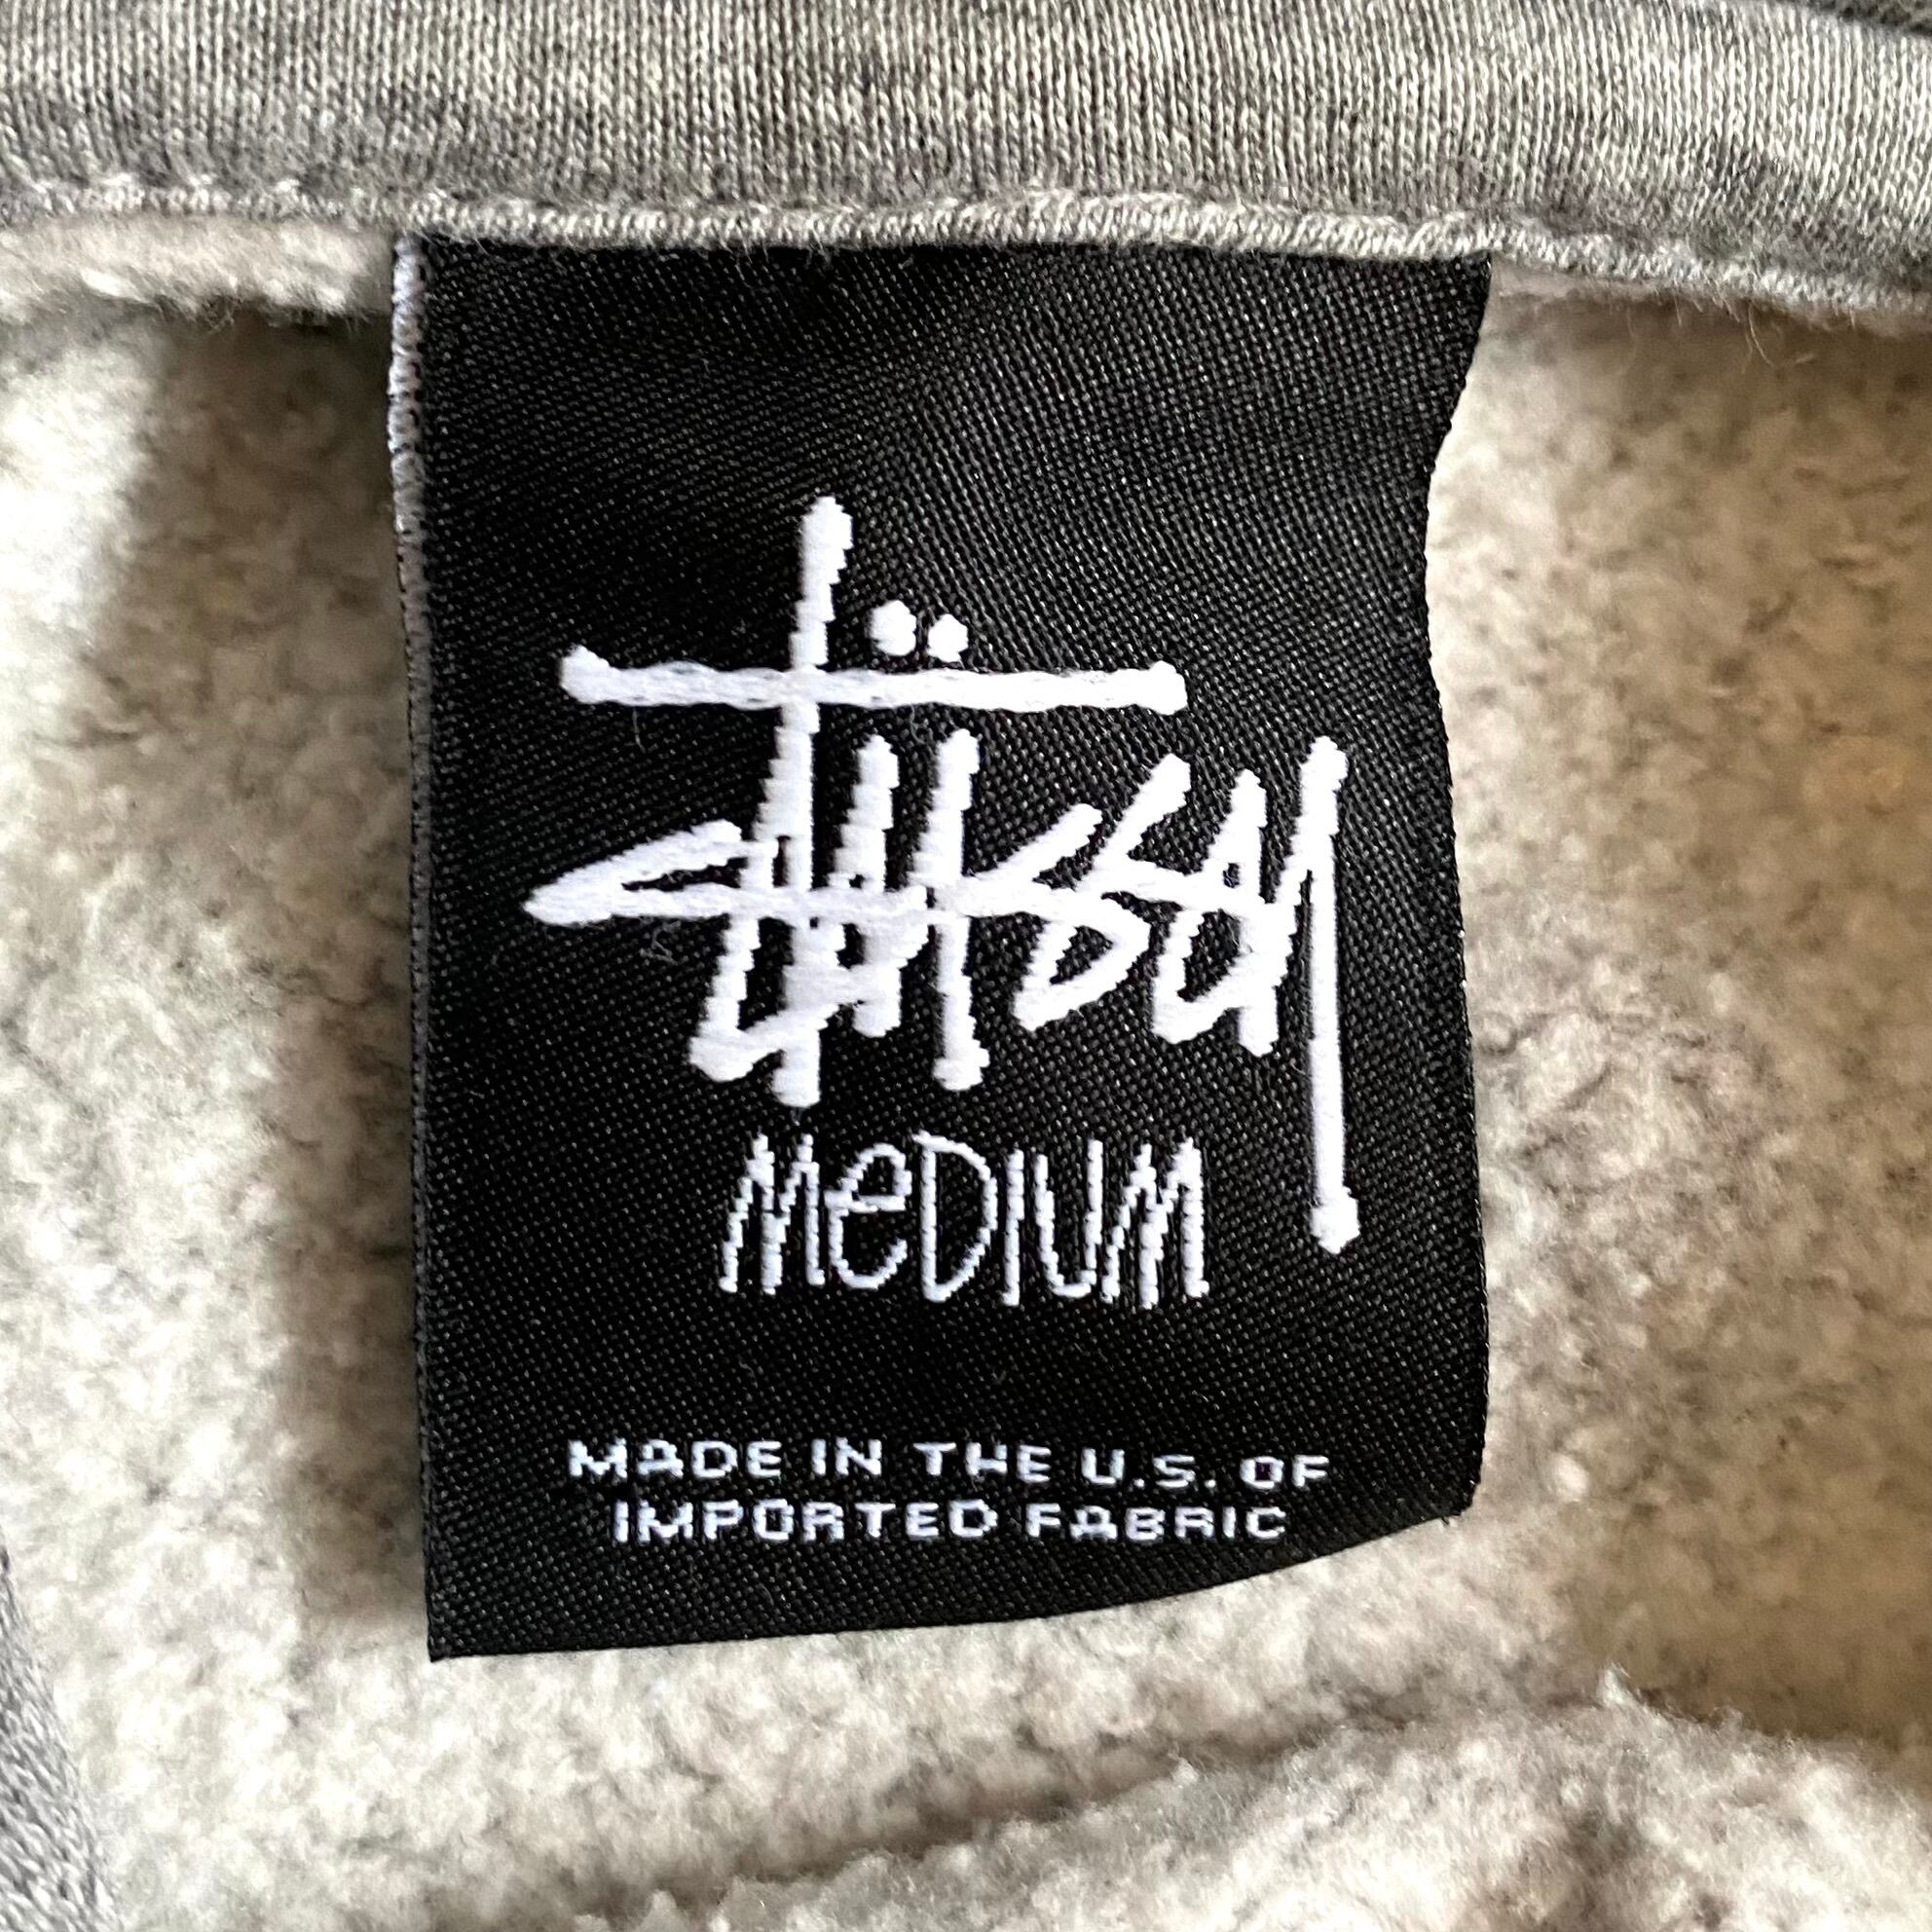 Stüssy
MeDIUM
MADE IN THE U.S. OF
IMPORTED FABRIC